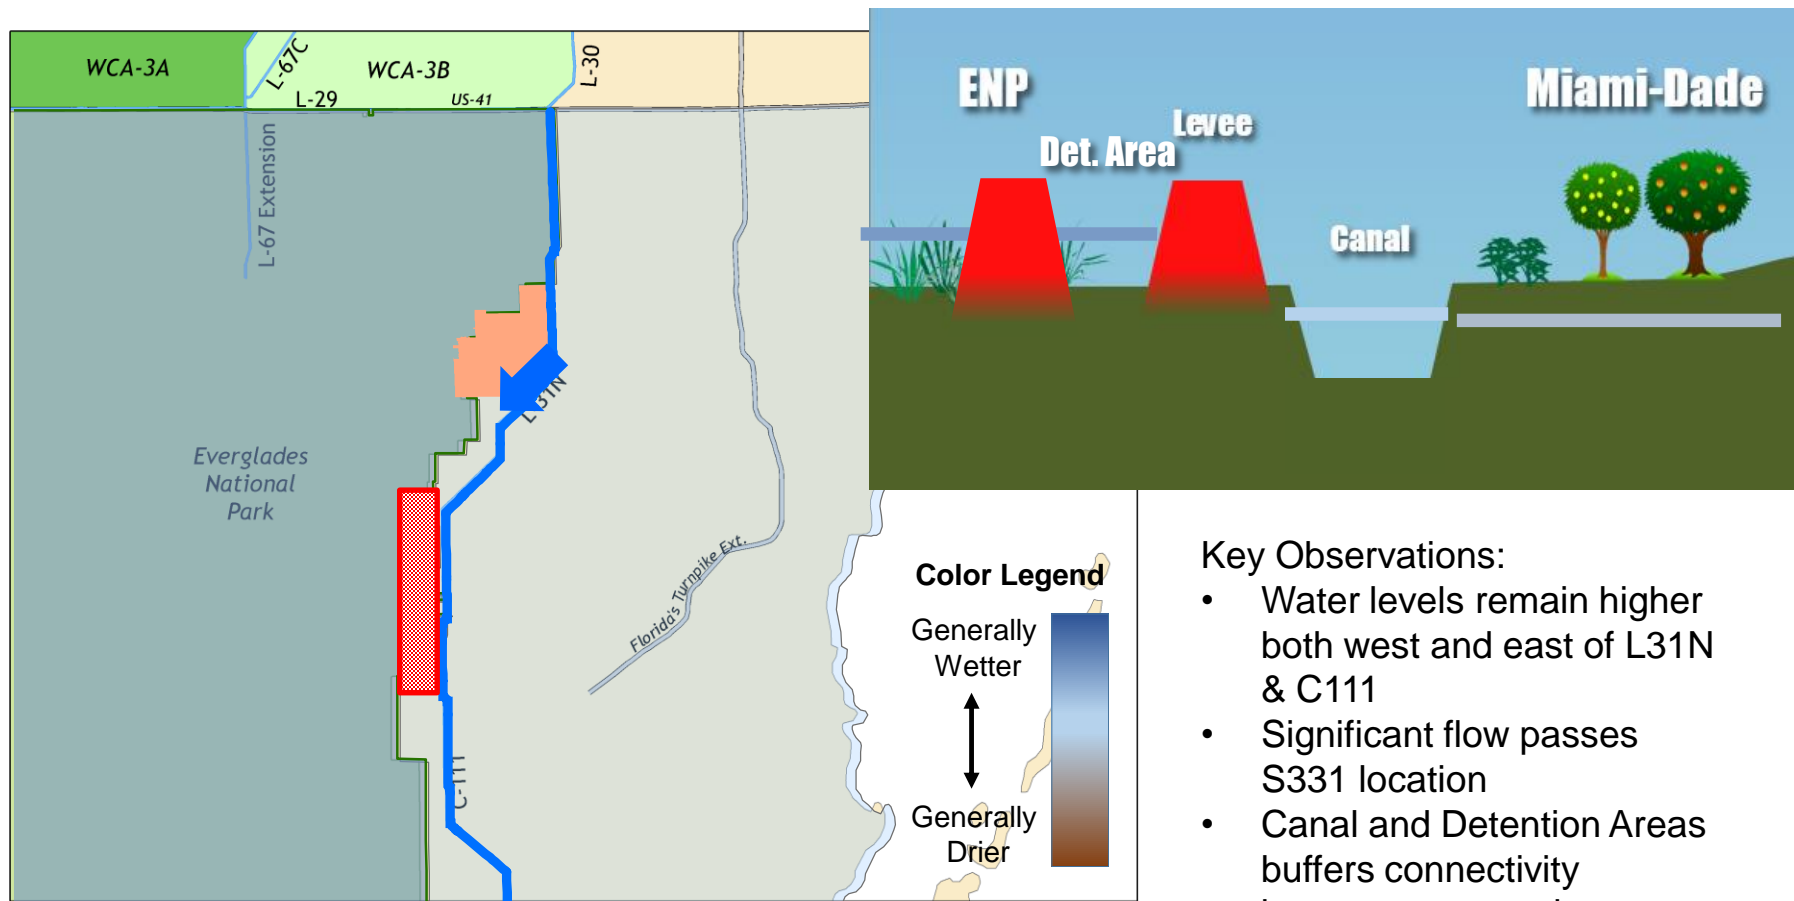 WCA-3A
L-67C
WCA-3B
L-30
L-29
US-41
L-67 Extension
L-31N
Everglades
National
Park
Florida's Turnpike Ext.
C-111
ENP
Miami-Dade
Levee
Det. Area
Canal
Color Legend
Generally
Wetter
Generally
Drier
Key Observations:
• Water levels remain higher
both west and east of L31N
& C111
• Significant flow passes
S331 location
• Canal and Detention Areas
buffers connectivity